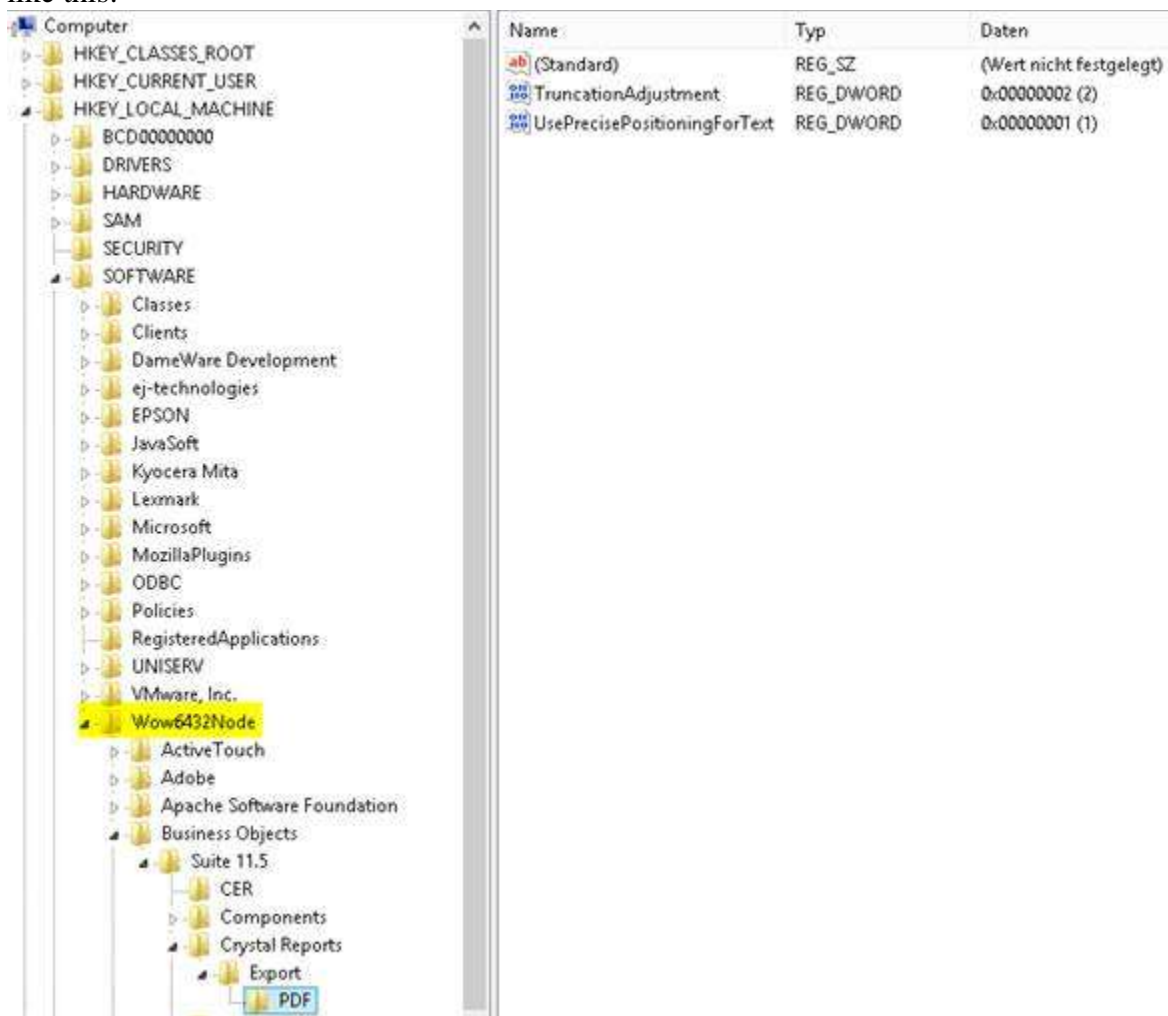 like this:
Computer
HKEY_CLASSES_ROOT
HKEY_CURRENT_USER
HKEY_LOCAL_MACHINE
BCD00000000
DRIVERS
HARDWARE
SAM
SECURITY
SOFTWARE
Classes
Clients
DameWare Development
ej-technologies
EPSON
JavaSoft
Kyocera Mita
Lexmark
Microsoft
MozillaPlugins
ODBC
Policies
RegisteredApplications
UNISERV
VMware, Inc.
Wow6432Node
ActiveTouch
Adobe
Apache Software Foundation
Business Objects
Suite 11.5
CER
Components
Crystal Reports
Export
PDF
Name Typ Daten
(Standard) REG_SZ (Wert nicht festgelegt)
TruncationAdjustment REG_DWORD 0x00000002 (2)
UsePrecisePositioningForText REG_DWORD 0x00000001 (1)